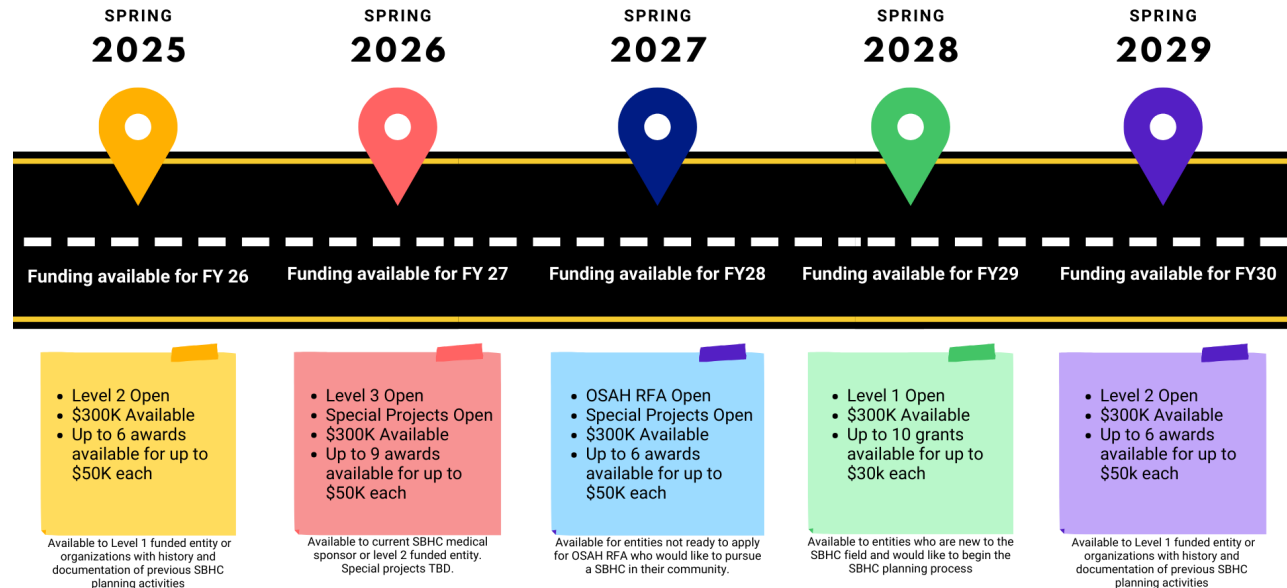 SPRING
2025
SPRING
2026
SPRING
2027
SPRING
2028
SPRING
2029
Funding available for FY 26
Funding available for FY 27
Funding available for FY28
Funding available for FY29
Funding available for FY30
• Level 2 Open
• $300K Available
• Up to 6 awards
available for up to
$50K each
Available to Level 1 funded entity or
organizations with history and
documentation of previous SBHC
planning activities
• Level 3 Open
• Special Projects Open
• $300K Available
• Up to 9 awards
available for up to
$50K each
Available to current SBHC medical
sponsor or level 2 funded entity.
Special projects TBD.
• OSAH RFA Open
• Special Projects Open
• $300K Available
• Up to 6 awards
available for up to
$50K each
Available for entities not ready to apply
for OSAH RFA who would like to pursue
a SBHC in their community.
• Level 1 Open
• $300K Available
• Up to 10 grants
available for up to
$30k each
Available to entities who are new to the
SBHC field and would like to begin the
SBHC planning process
• Level 2 Open
• $300K Available
• Up to 6 awards
available for up to
$50k each
Available to Level 1 funded entity or
organizations with history and
documentation of previous SBHC
planning activities